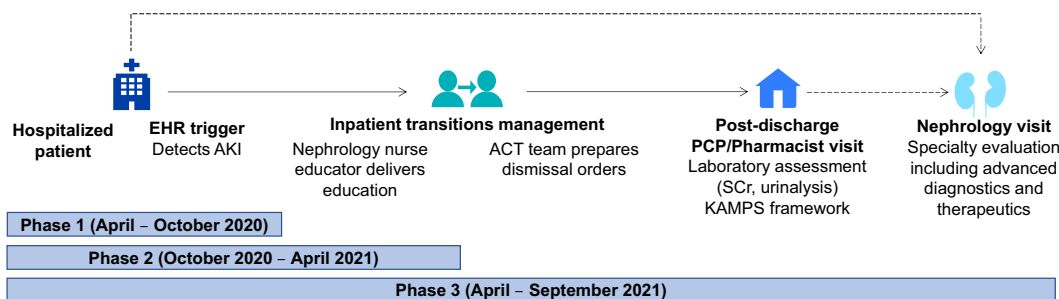 Hospitalized
patient
EHR trigger
Detects AKI
Inpatient transitions management
Nephrology nurse
educator delivers
education
ACT team prepares
dismissal orders
Post-discharge
PCP/Pharmacist visit
Laboratory assessment
(SCr, urinalysis)
KAMPS framework
Nephrology visit
Specialty evaluation
including advanced
diagnostics and
therapeutics
Phase 1 (April – October 2020)
Phase 2 (October 2020 – April 2021)
Phase 3 (April – September 2021)